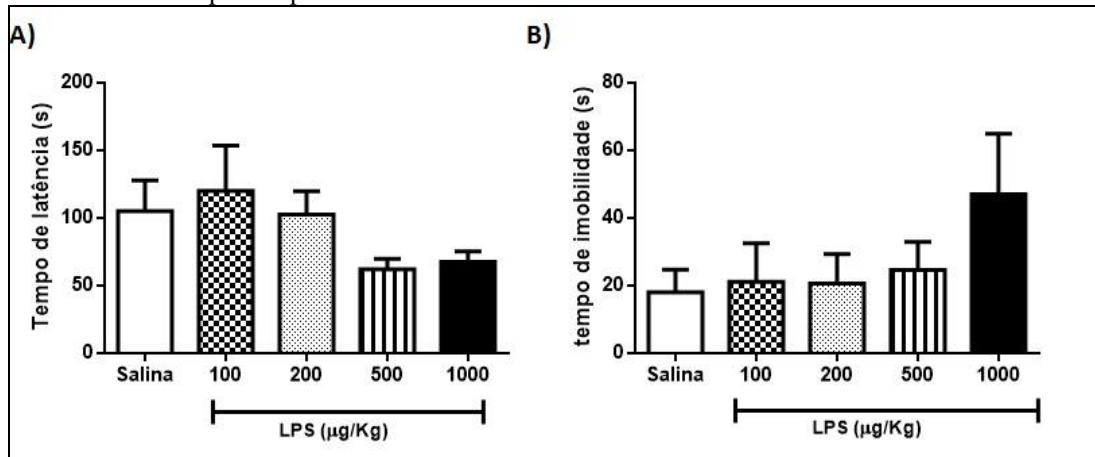 A)
Tempo de latência (s)
200
150
100
50
0
Salina 100 200 500 1000
LPS (µg/Kg)
B)
tempo de imobilidade (s)
80
60
40
20
0
Salina 100 200 500 1000
LPS (µg/Kg)